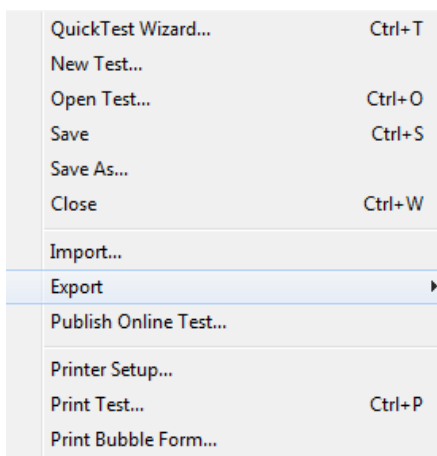 QuickTest Wizard... Ctrl+T
New Test...
Open Test... Ctrl+O
Save Ctrl+S
Save As...
Close Ctrl+W
Import...
Export
Publish Online Test...
Printer Setup...
Print Test... Ctrl+P
Print Bubble Form...